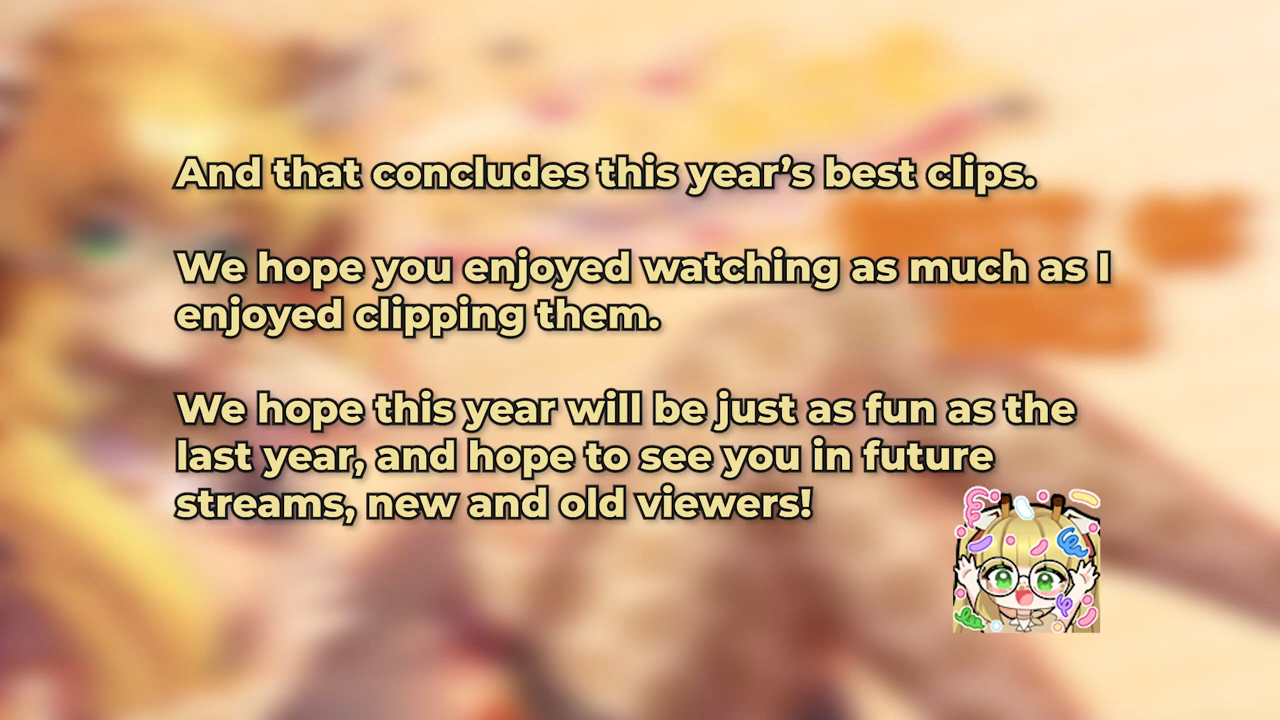 And that concludes this year’s best clips.
We hope you enjoyed watching as much as I
enjoyed clipping them.
We hope this year will be just as fun as the
last year, and hope to see you in future
streams, new and old viewers!